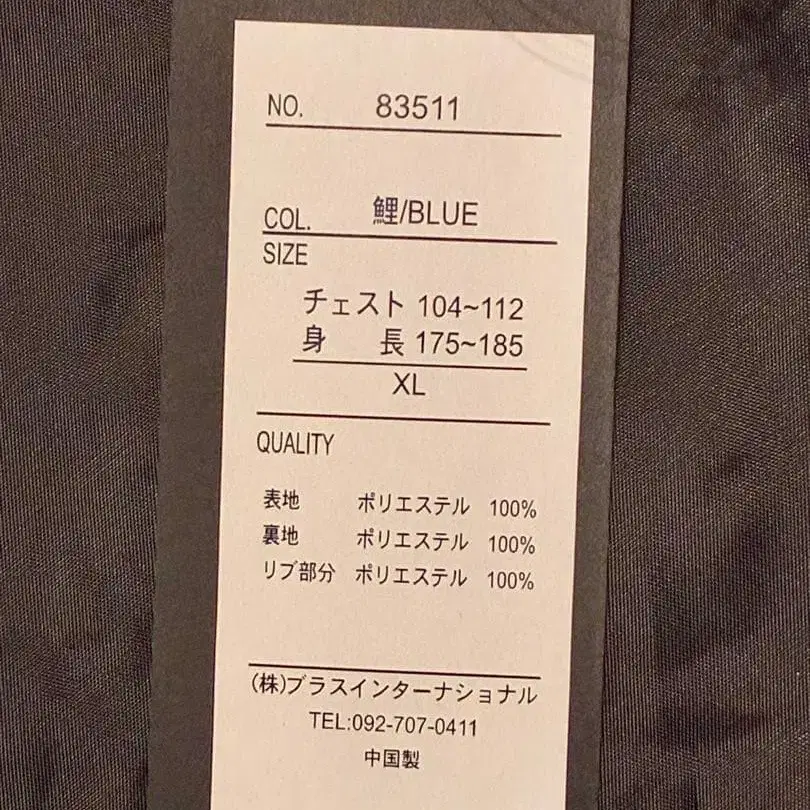 NO. 83511
COL. 鯉/BLUE
SIZE
チェスト 104~112
身 長 175~185
XL
QUALITY
表地 ポリエステル 100%
裏地 ポリエステル 100%
リブ部分 ポリエステル 100%
(株)ブラスインターナショナル
TEL:092-707-0411
中国製